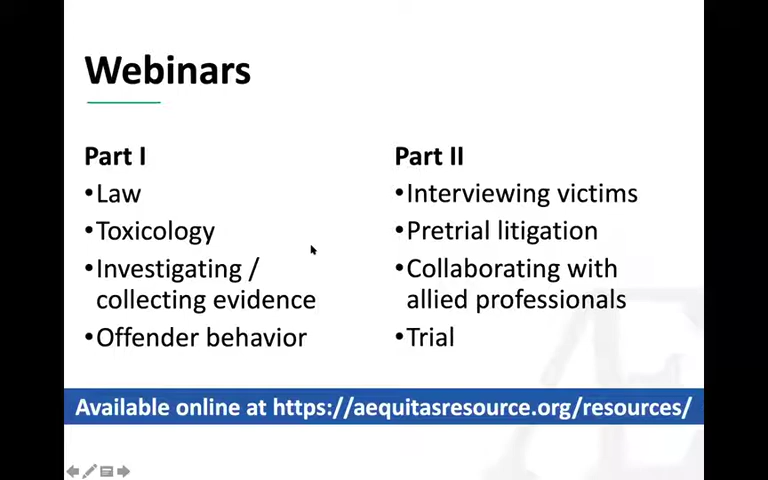 Webinars
Part I
•Law
•Toxicology
•Investigating /
collecting evidence
•Offender behavior
Part II
•Interviewing victims
•Pretrial litigation
•Collaborating with
allied professionals
•Trial
Available online at https://aequitasresource.org/resources/